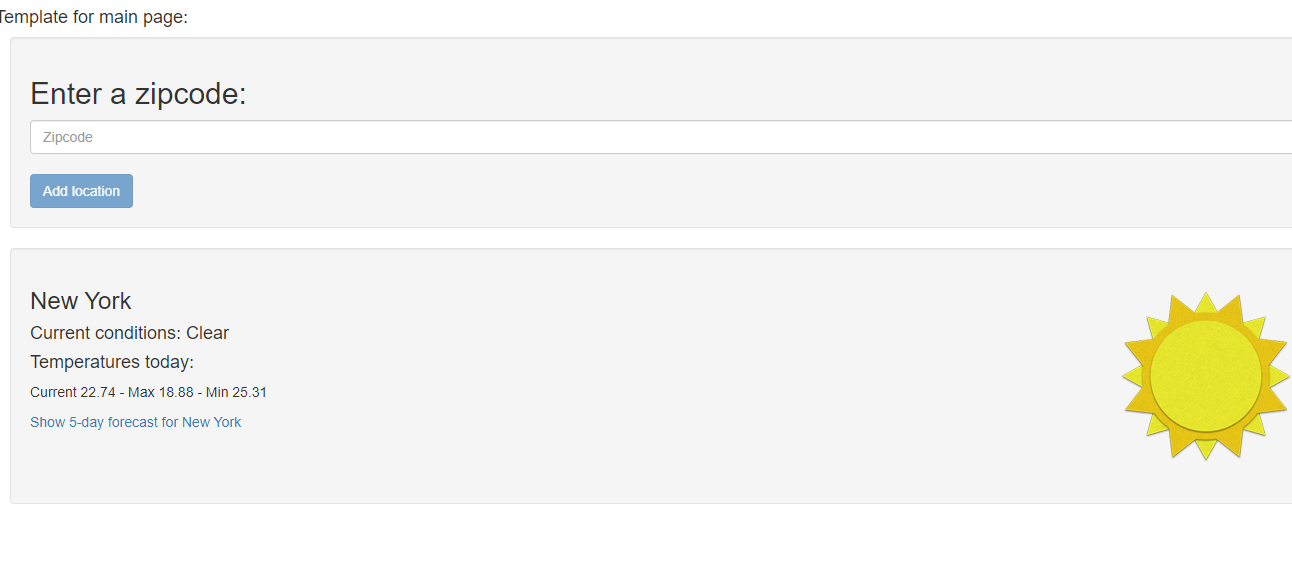 Template for main page:
Enter a zipcode:
Zipcode
Add location
New York
Current conditions: Clear
Temperatures today:
Current 22.74 - Max 18.88 - Min 25.31
Show 5-day forecast for New York